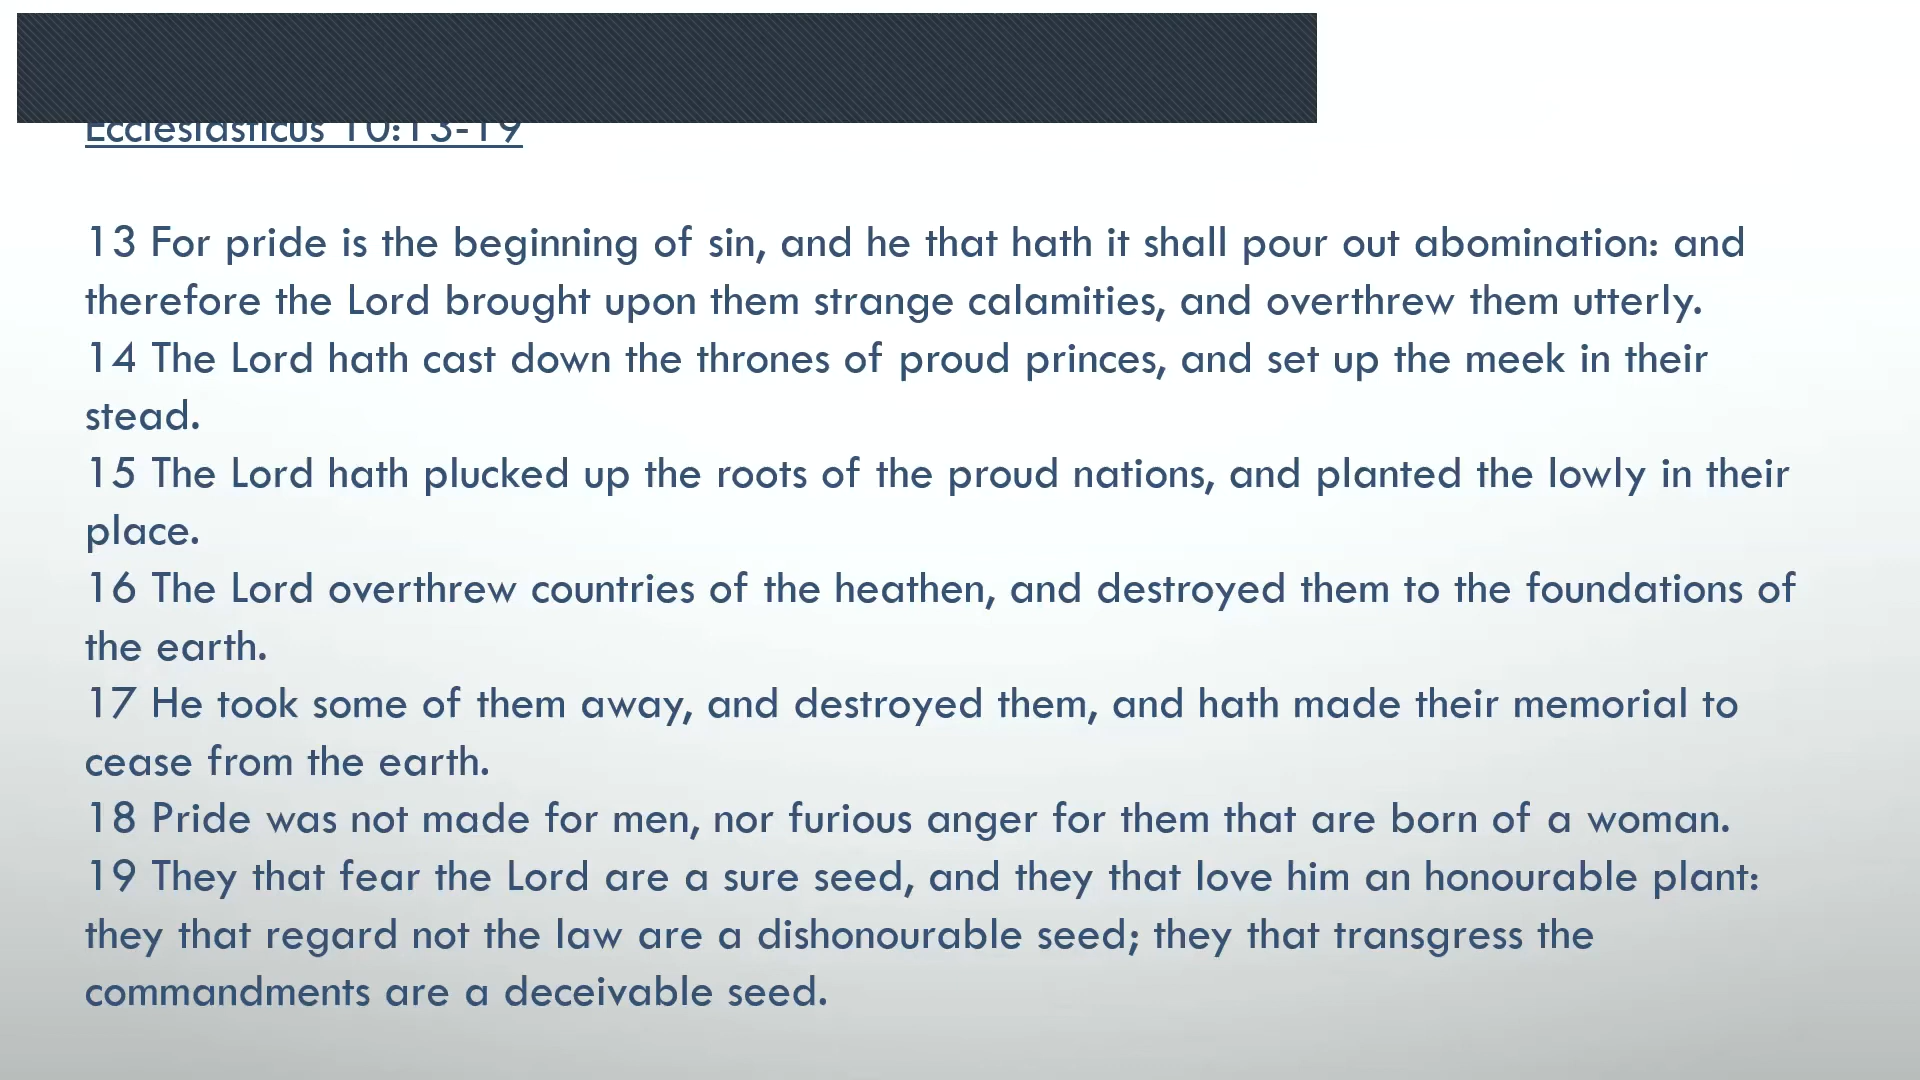 Ecclesiasticus 10:13-19
13 For pride is the beginning of sin, and he that hath it shall pour out abomination: and
therefore the Lord brought upon them strange calamities, and overthrew them utterly.
14 The Lord hath cast down the thrones of proud princes, and set up the meek in their
stead.
15 The Lord hath plucked up the roots of the proud nations, and planted the lowly in their
place.
16 The Lord overthrew countries of the heathen, and destroyed them to the foundations of
the earth.
17 He took some of them away, and destroyed them, and hath made their memorial to
cease from the earth.
18 Pride was not made for men, nor furious anger for them that are born of a woman.
19 They that fear the Lord are a sure seed, and they that love him an honourable plant:
they that regard not the law are a dishonourable seed; they that transgress the
commandments are a deceivable seed.